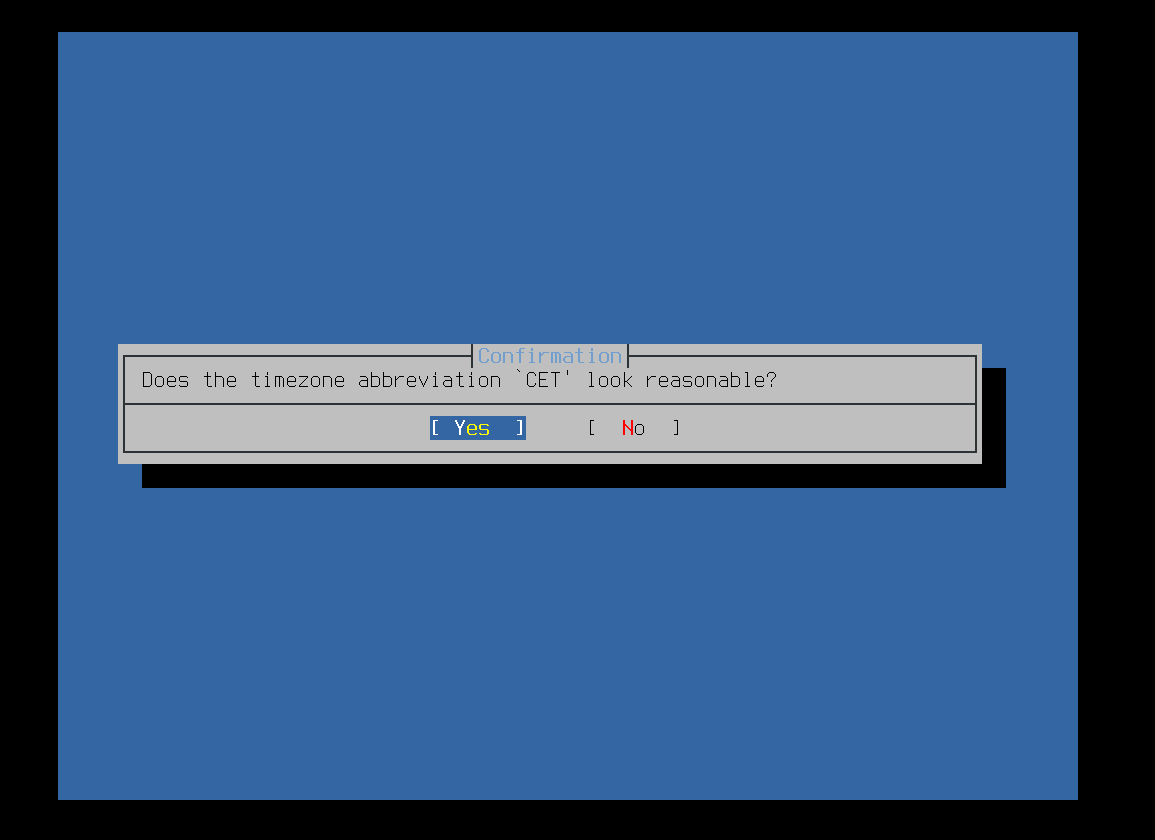 Confirmation
Does the timezone abbreviation `CET' look reasonable?
[ Yes ] [ No ]